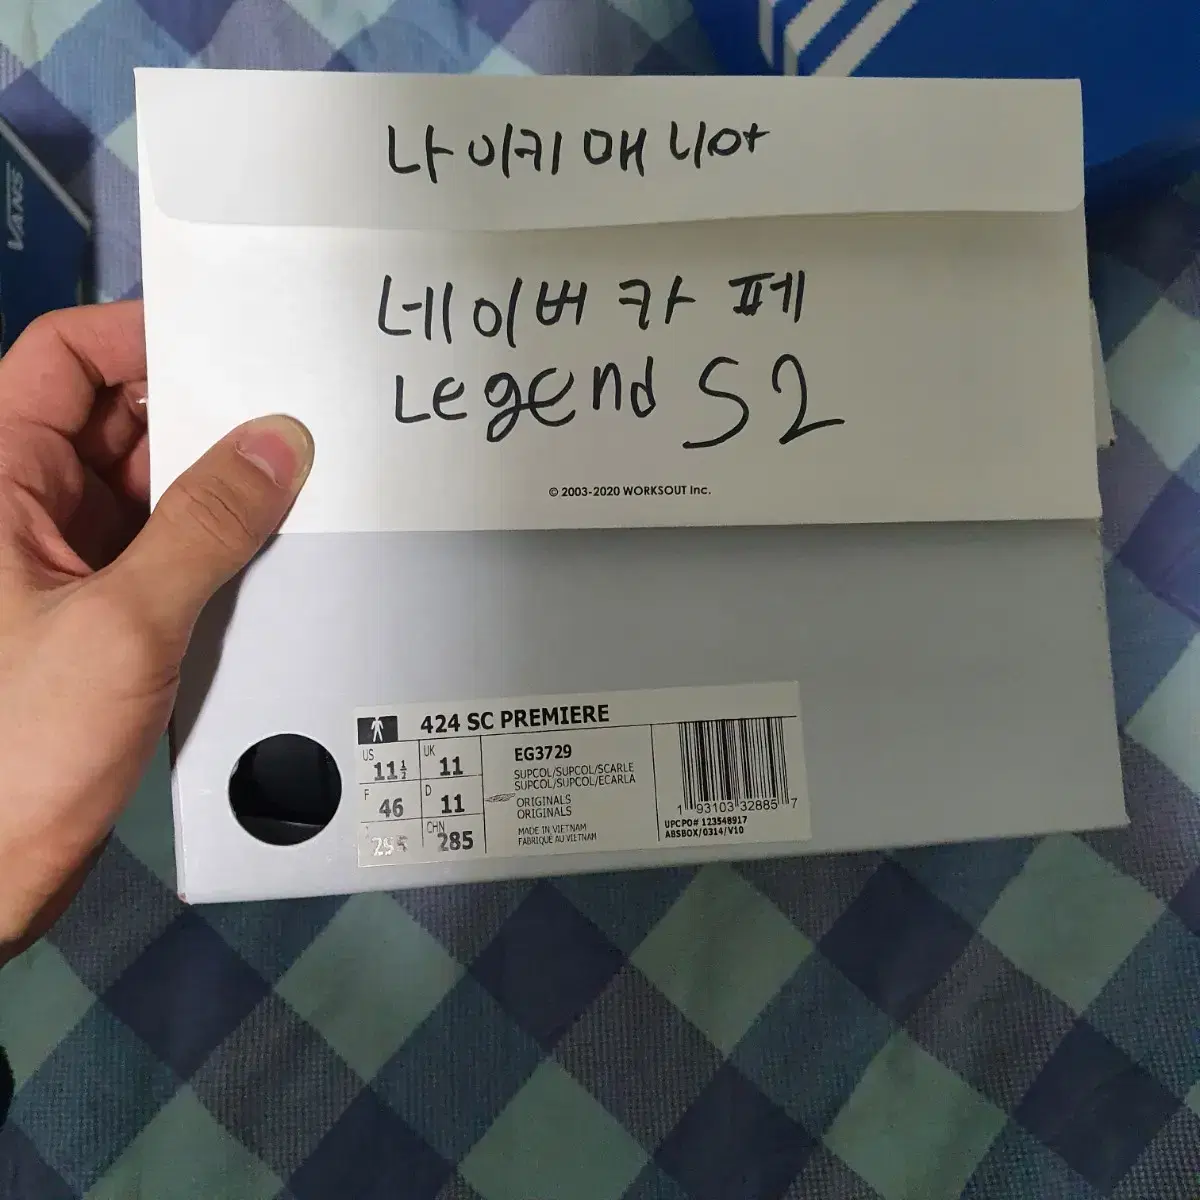 나이키매니아
네이버카페
Legend S2
© 2003-2020 WORKSOUT Inc.
VANS
424 SC PREMIERE
US 11½ UK 11
F 46 D 11
CHN 285
EG3729
SUPCOL/SUPCOL/SCARLE
SUPCOL/SUPCOL/ECARLA
ORIGINALS
ORIGINALS
MADE IN VIETNAM
FABRIQUE AU VIETNAM
1 93103 32885 7
UPCPO# 123548917
ABSBOX/0314/V10